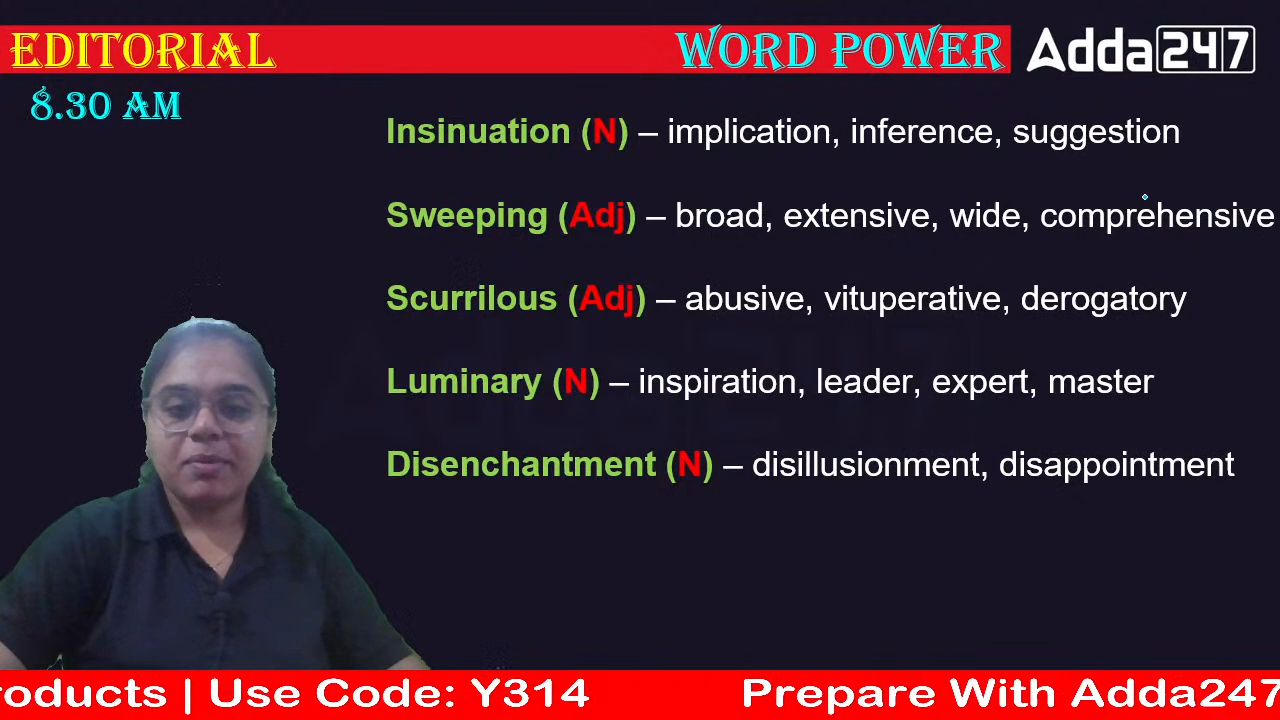 EDITORIAL
WORD POWER
Adda247
8.30 AM
Insinuation (N) – implication, inference, suggestion
Sweeping (Adj) – broad, extensive, wide, comprehensive
Scurrilous (Adj) – abusive, vituperative, derogatory
Luminary (N) – inspiration, leader, expert, master
Disenchantment (N) – disillusionment, disappointment
roducts | Use Code: Y314
Prepare With Adda247